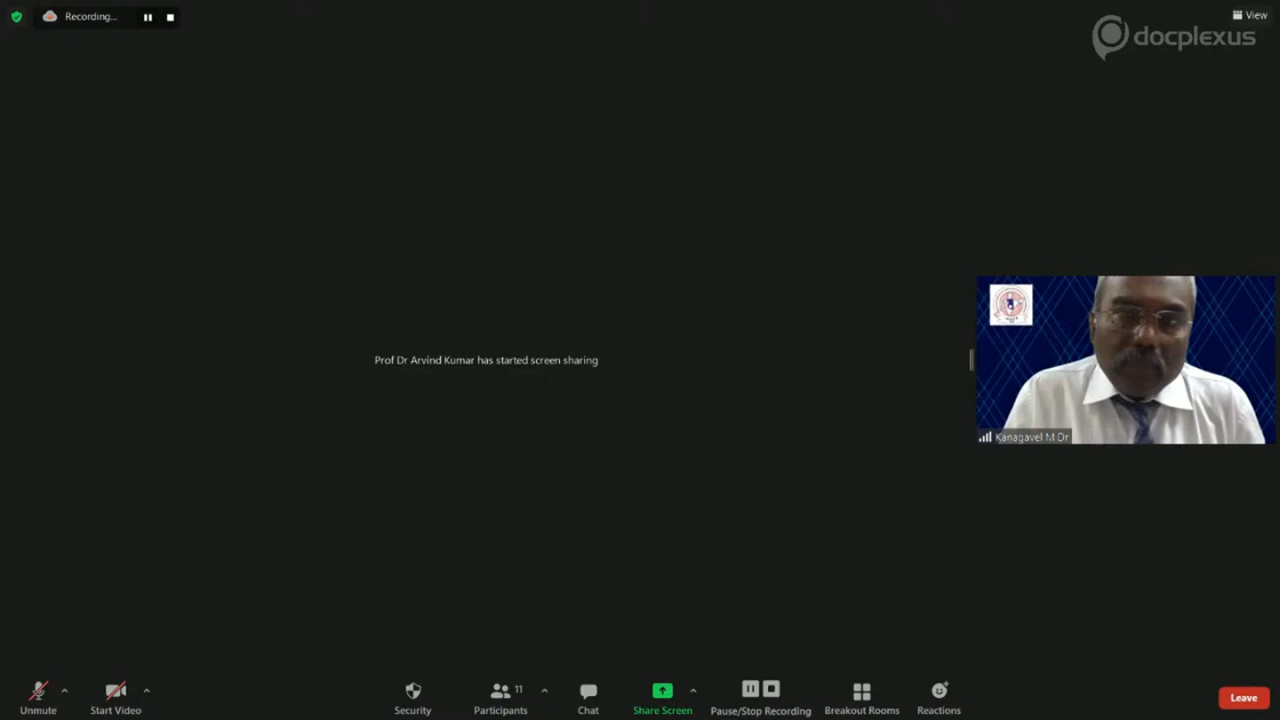 Recording...
View
docplexus
Prof Dr Arvind Kumar has started screen sharing
Kanagavel M Dr
Unmute
Start Video
Security
11
Participants
Chat
Share Screen
Pause/Stop Recording
Breakout Rooms
Reactions
Leave